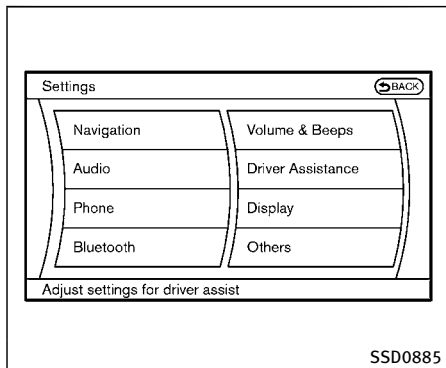 Settings
BACK
Navigation
Audio
Phone
Bluetooth
Volume & Beeps
Driver Assistance
Display
Others
Adjust settings for driver assist
SSD0885